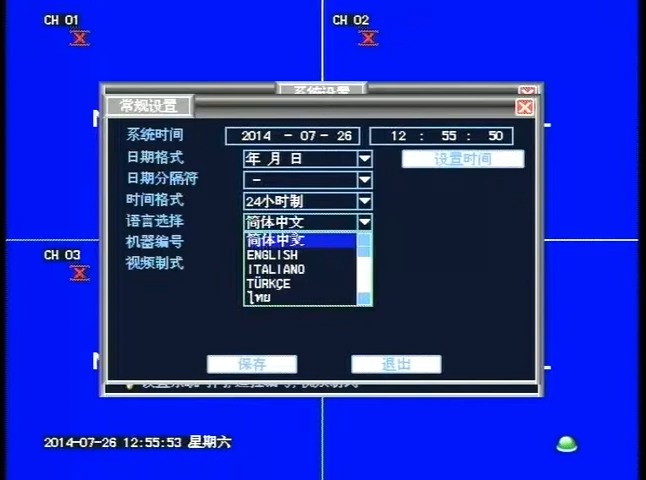 CH 01
CH 02
系统设置
常规设置
系统时间 2014 - 07 - 26 12 : 55 : 50
日期格式 年 月 日 设置时间
日期分隔符 -
时间格式 24小时制
语言选择 简体中文
机器编号 简体中文
ENGLISH
视频制式 ITALIANO
TÜRKÇE
ไทย
CH 03
保存 退出
2014-07-26 12:55:53 星期六